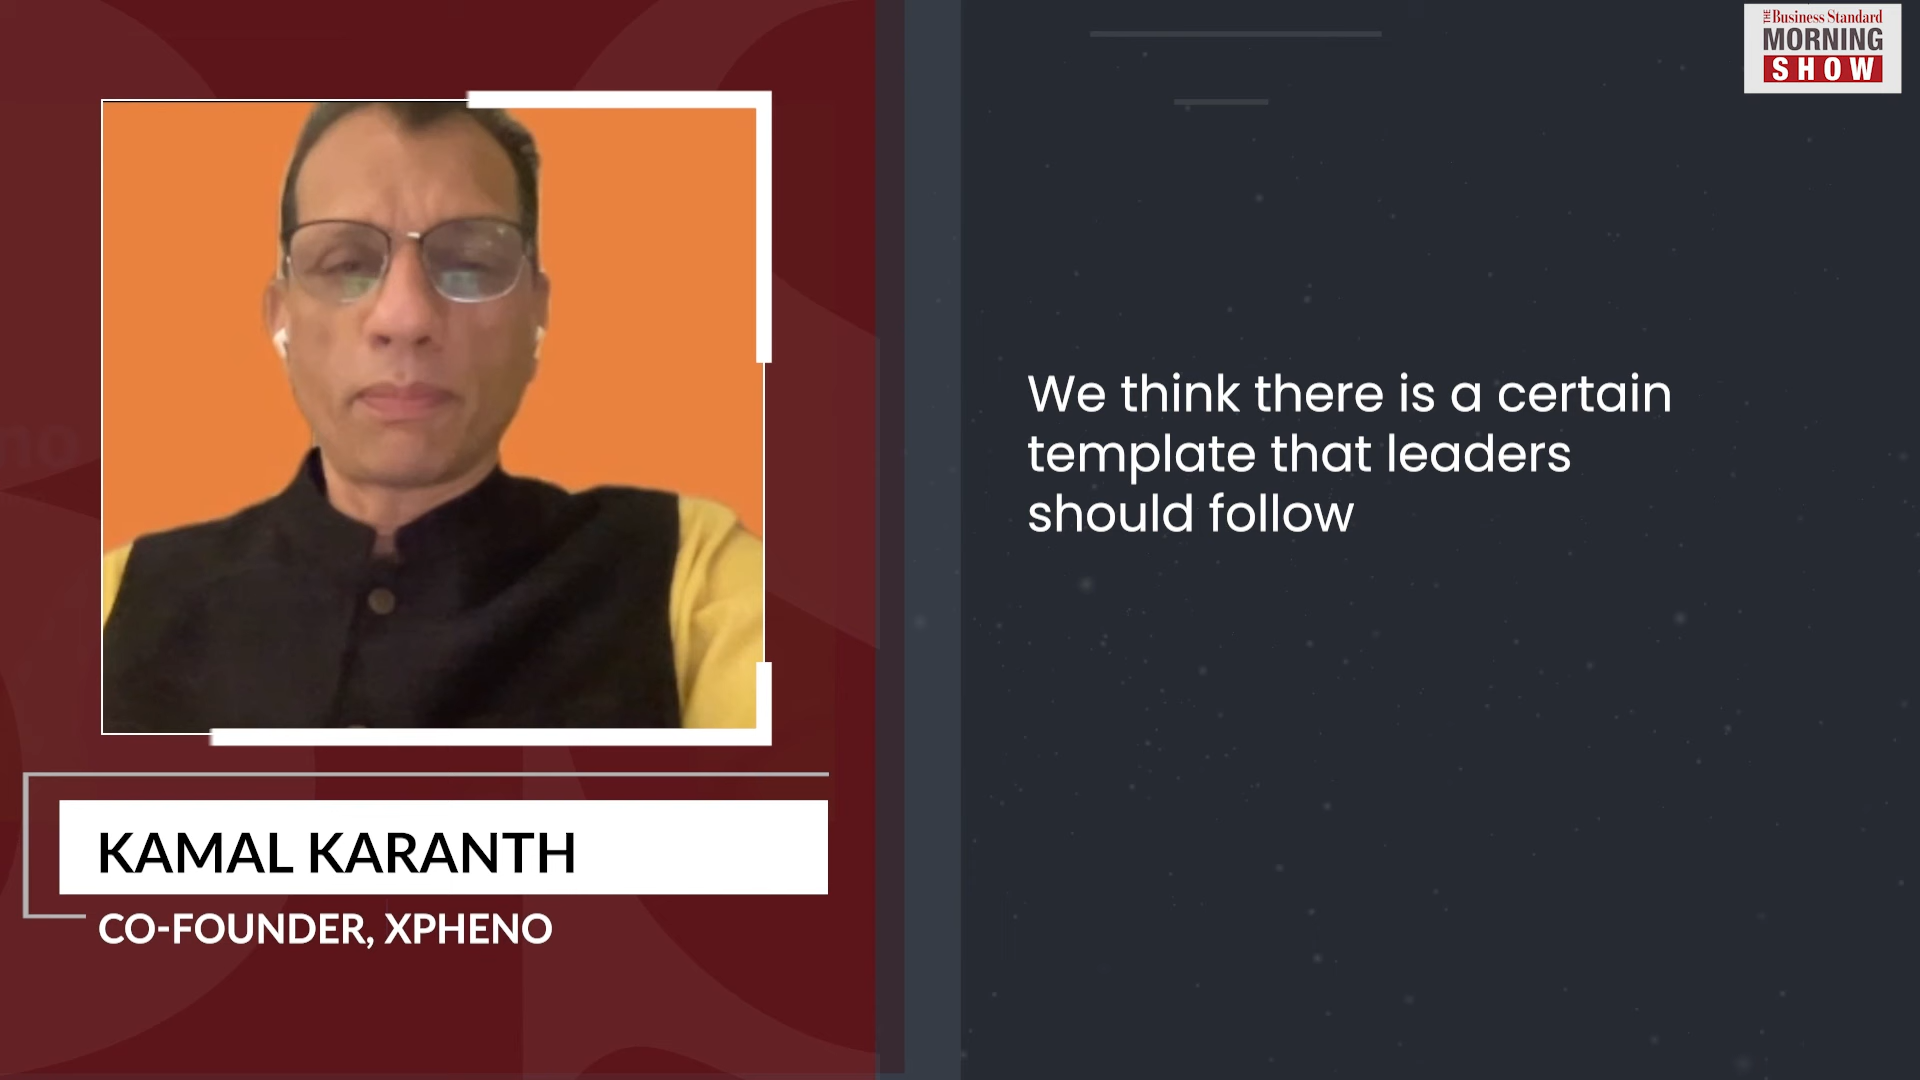 THE Business Standard
MORNING
SHOW
We think there is a certain
template that leaders
should follow
no
KAMAL KARANTH
CO-FOUNDER, XPHENO